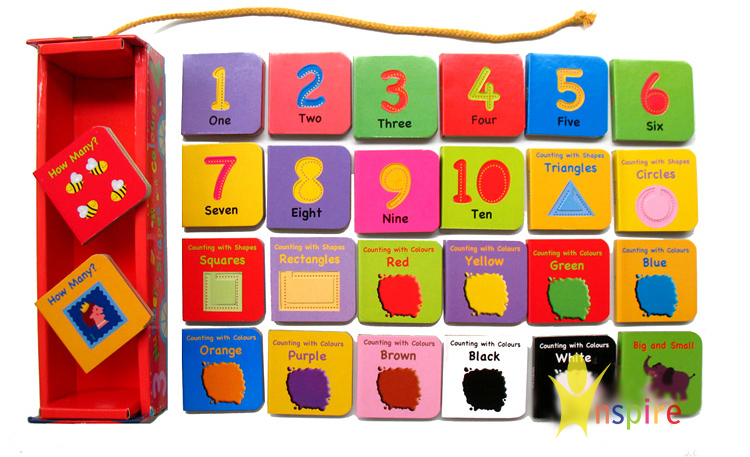 How Many?
How Many?
1
One
2
Two
3
Three
4
Four
5
Five
6
Six
7
Seven
8
Eight
9
Nine
10
Ten
Counting with Shapes
Triangles
Counting with Shapes
Circles
Counting with Shapes
Squares
Counting with Shapes
Rectangles
Counting with Colours
Red
Counting with Colours
Yellow
Counting with Colours
Green
Counting with Colours
Blue
Counting with Colours
Orange
Counting with Colours
Purple
Counting with Colours
Brown
Counting with Colours
Black
Counting with Colours
White
Big and Small
nspire